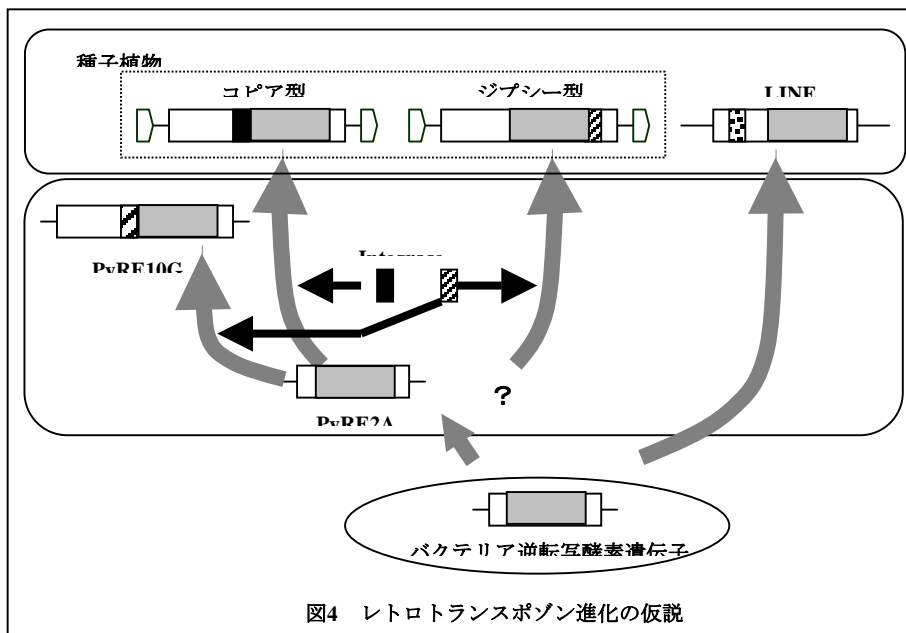 種子植物
コピア型
ジプシー型
LINE
PyRE10G
Integrase
PyRE2A
?
バクテリア逆転写酵素遺伝子
図4 レトロトランスポゾン進化の仮説